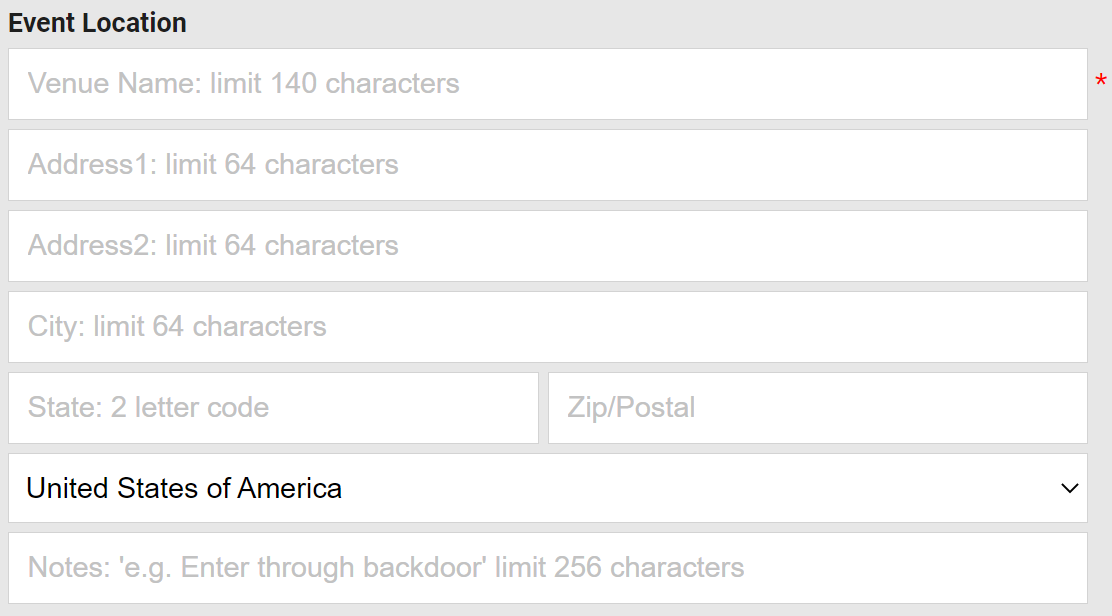 Event Location
Venue Name: limit 140 characters *
Address1: limit 64 characters
Address2: limit 64 characters
City: limit 64 characters
State: 2 letter code Zip/Postal
United States of America
Notes: 'e.g. Enter through backdoor' limit 256 characters